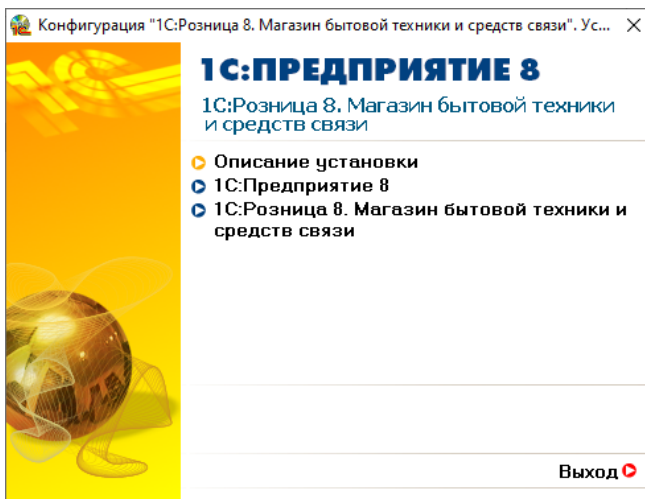 Конфигурация "1С:Розница 8. Магазин бытовой техники и средств связи". Ус...
1С:ПРЕДПРИЯТИЕ 8
1С:Розница 8. Магазин бытовой техники
и средств связи
Описание установки
1С:Предприятие 8
1С:Розница 8. Магазин бытовой техники и
средств связи
Выход